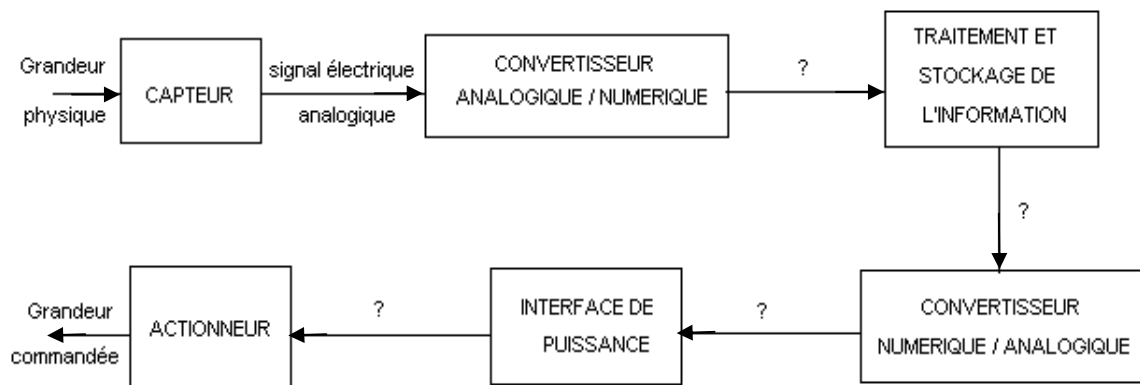 Grandeur
physique
CAPTEUR
signal électrique
analogique
CONVERTISSEUR
ANALOGIQUE / NUMERIQUE
?
TRAITEMENT ET
STOCKAGE DE
L'INFORMATION
?
CONVERTISSEUR
NUMERIQUE / ANALOGIQUE
?
INTERFACE DE
PUISSANCE
?
ACTIONNEUR
Grandeur
commandée